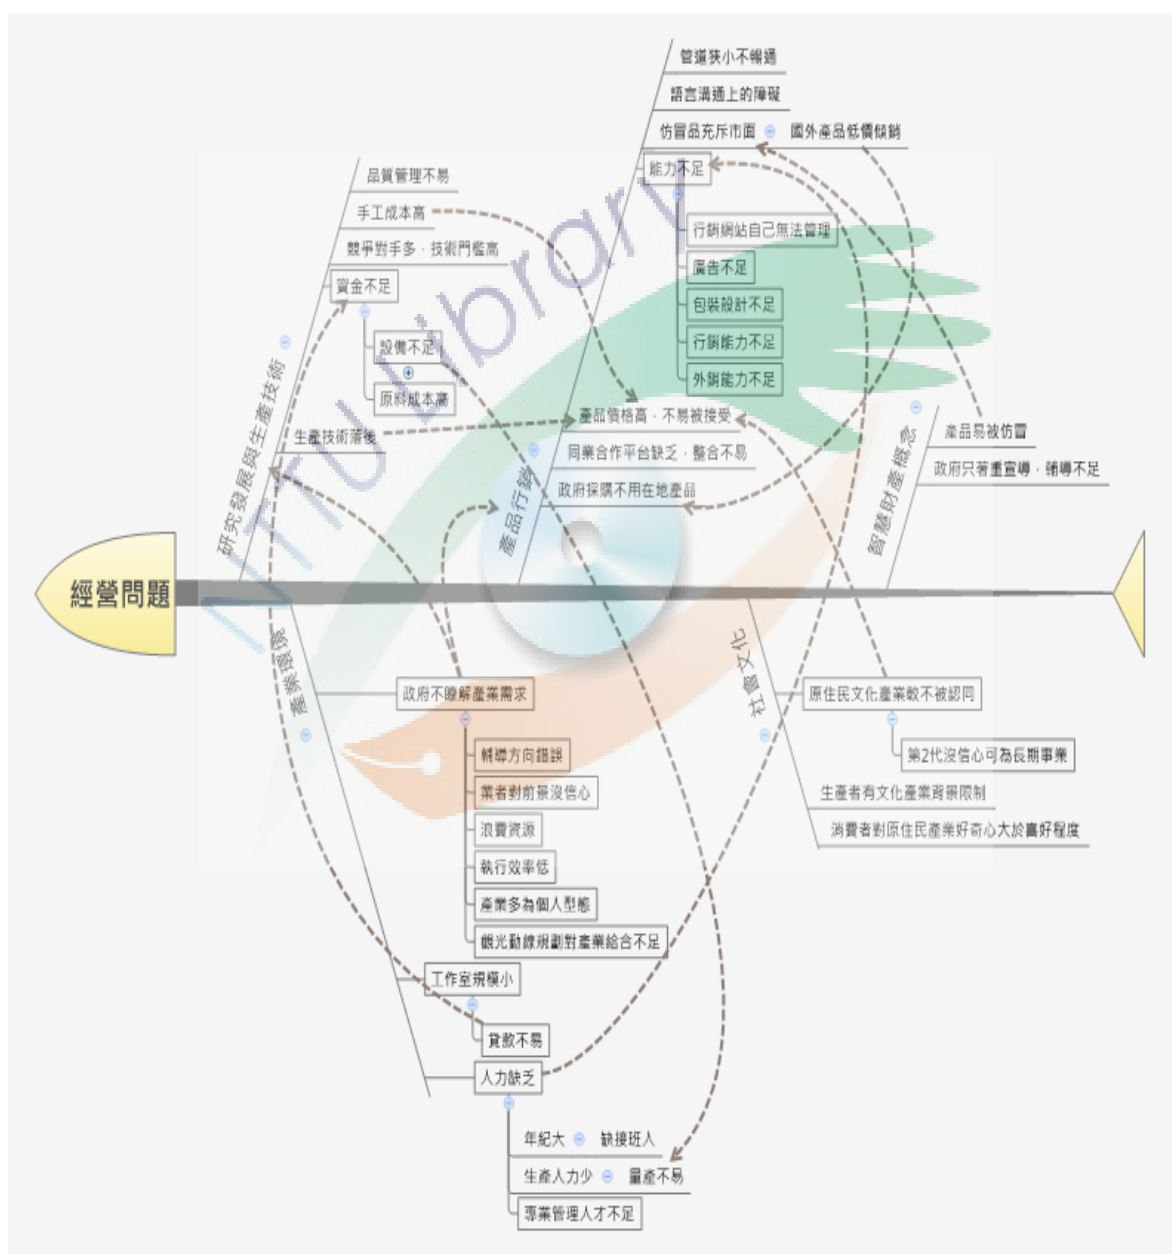 管道狹小不暢通
語言溝通上的障礙
仿冒品充斥市面 國外產品低價傾銷
能力不足
行銷網站自己無法管理
廣告不足
包裝設計不足
行銷能力不足
外銷能力不足
產品價格高，不易被接受
同業合作平台缺乏，整合不易
政府採購不用在地產品
產品行銷
品質管理不易
手工成本高
競爭對手多，技術門檻高
資金不足
設備不足
原料成本高
生產技術落後
研究發展與生產技術
產品易被仿冒
政府只著重宣導，輔導不足
智慧財產概念
經營問題
產業環境
政府不瞭解產業需求
輔導方向錯誤
業者對前景沒信心
浪費資源
執行效率低
產業多為個人型態
觀光動線規劃對產業給合不足
工作室規模小
貸款不易
人力缺乏
年紀大 缺接班人
生產人力少 量產不易
專業管理人才不足
社會文化
原住民文化產業散不被認同
第2代沒信心可為長期事業
生產者有文化產業背景限制
消費者對原住民產業好奇心大於喜好程度
NTTU Library